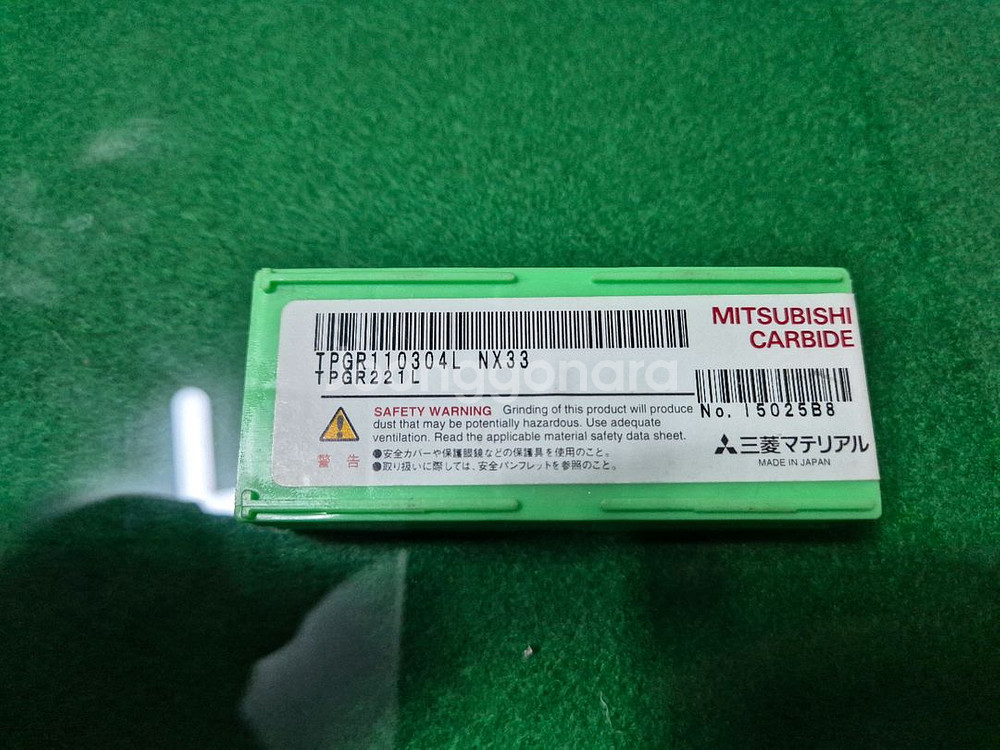 MITSUBISHI
CARBIDE
TPGR110304L NX33
TPGR221L
No. I5025B8
SAFETY WARNING Grinding of this product will produce
dust that may be potentially hazardous. Use adequate
ventilation. Read the applicable material safety data sheet.
警告
●安全カバーや保護眼鏡などの保護具を使用のこと。
●取り扱いに際しては、安全パンフレットを参照のこと。
三菱マテリアル
MADE IN JAPAN